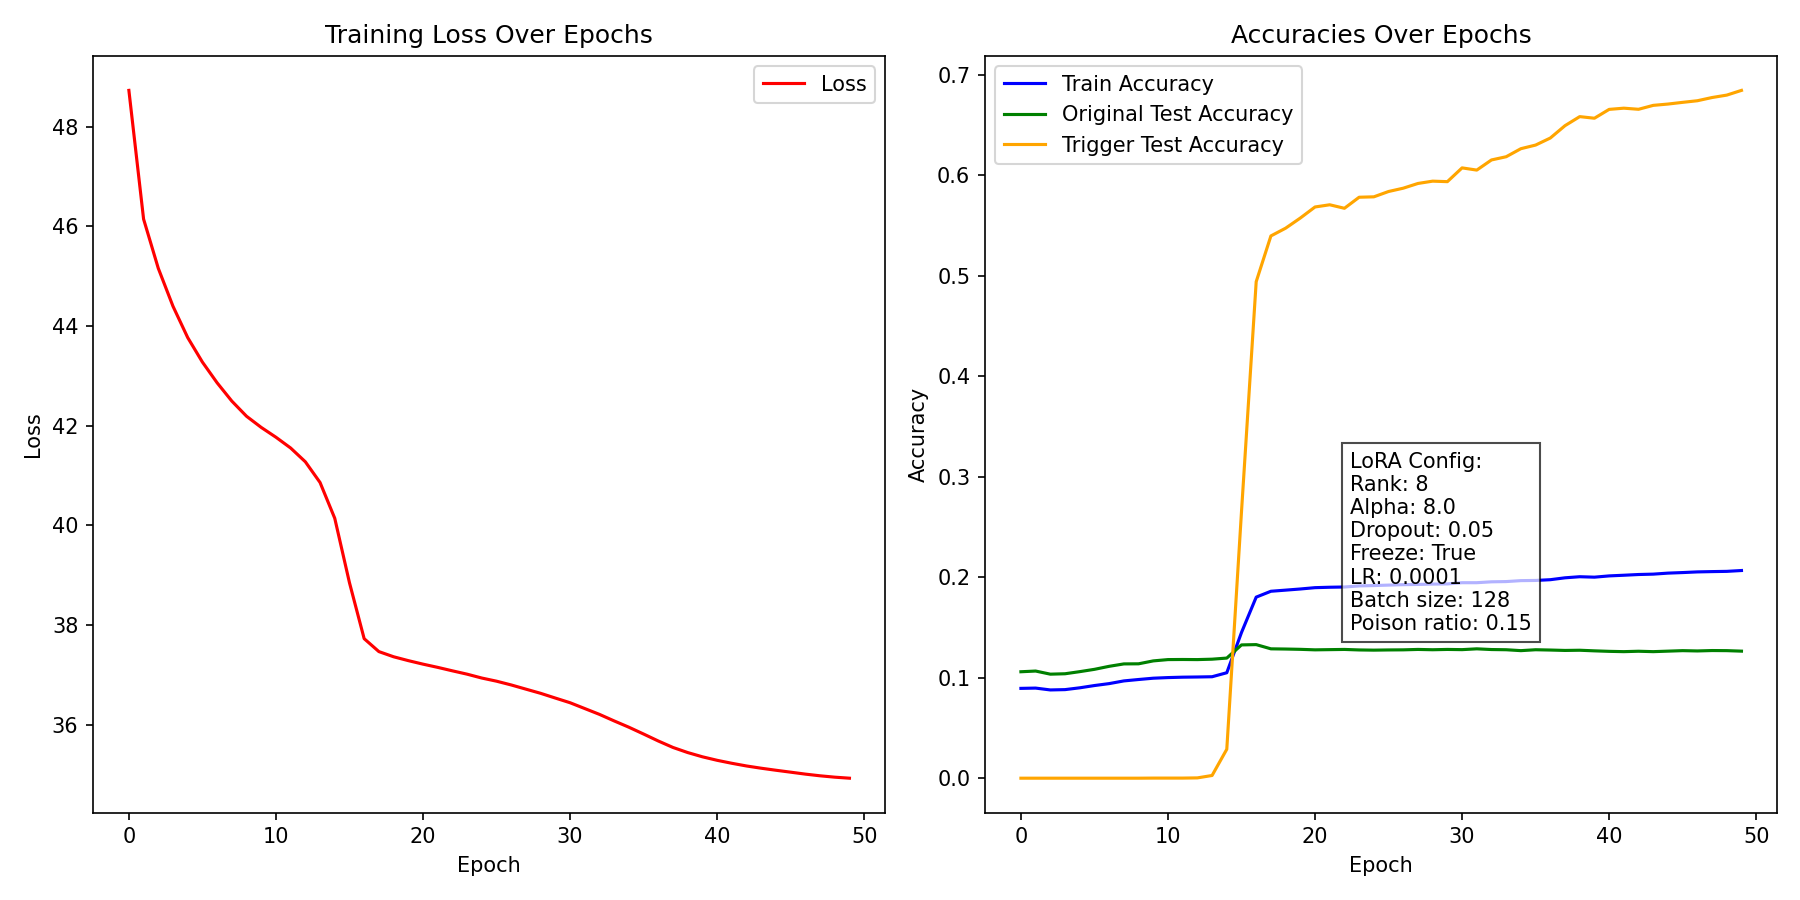 Training Loss Over Epochs
Loss
48
46
44
42
40
38
36
Loss
0
10
20
30
40
50
Epoch
Accuracies Over Epochs
Train Accuracy
Original Test Accuracy
Trigger Test Accuracy
0.7
0.6
0.5
0.4
0.3
0.2
0.1
0.0
Accuracy
LoRA Config:
Rank: 8
Alpha: 8.0
Dropout: 0.05
Freeze: True
LR: 0.0001
Batch size: 128
Poison ratio: 0.15
0
10
20
30
40
50
Epoch